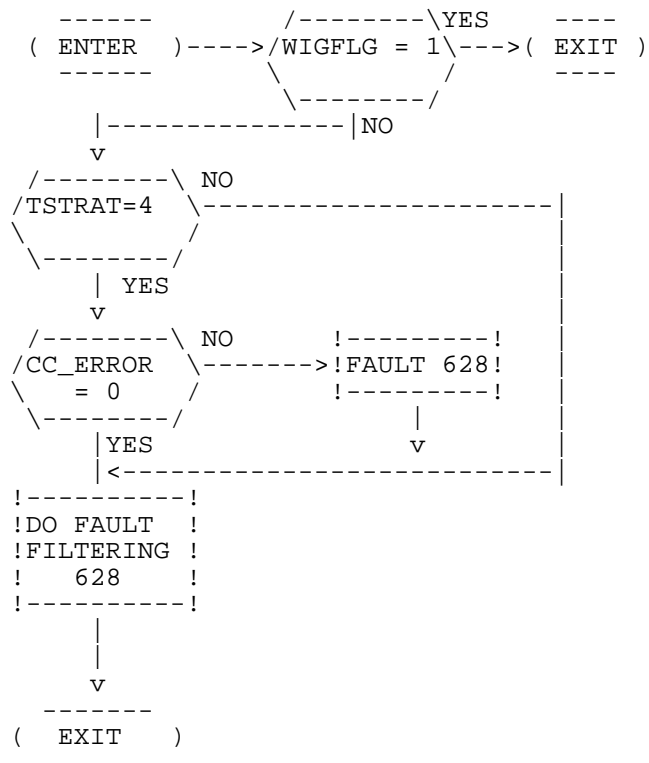 ENTER WIGFLG = 1 YES EXIT
NO
TSTRAT=4 NO
YES
CC_ERROR NO FAULT 628
= 0
YES
DO FAULT
FILTERING
628
EXIT